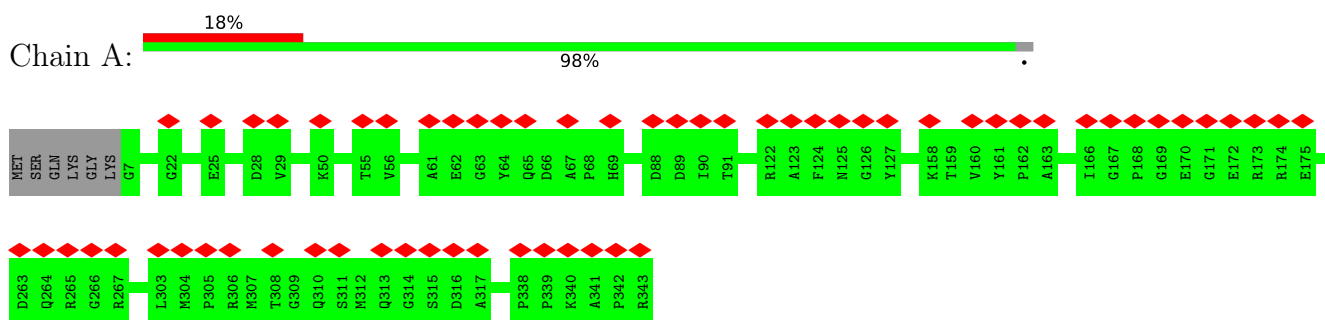 18%
Chain A:
98%
•
MET SER GLN LYS GLY LYS G7 G22 E25 D28 V29 K50 T55 V56 A61 E62 G63 Y64 Q65 D66 A67 P68 H69 D88 D89 I90 T91 R122 A123 F124 N125 G126 Y127 K158 T159 V160 Y161 P162 A163 I166 G167 P168 G169 E170 G171 E172 R173 R174 E175
D263 Q264 R265 G266 R267 L303 M304 P305 R306 M307 T308 G309 Q310 S311 M312 Q313 G314 S315 D316 A317 P338 P339 K340 A341 P342 R343